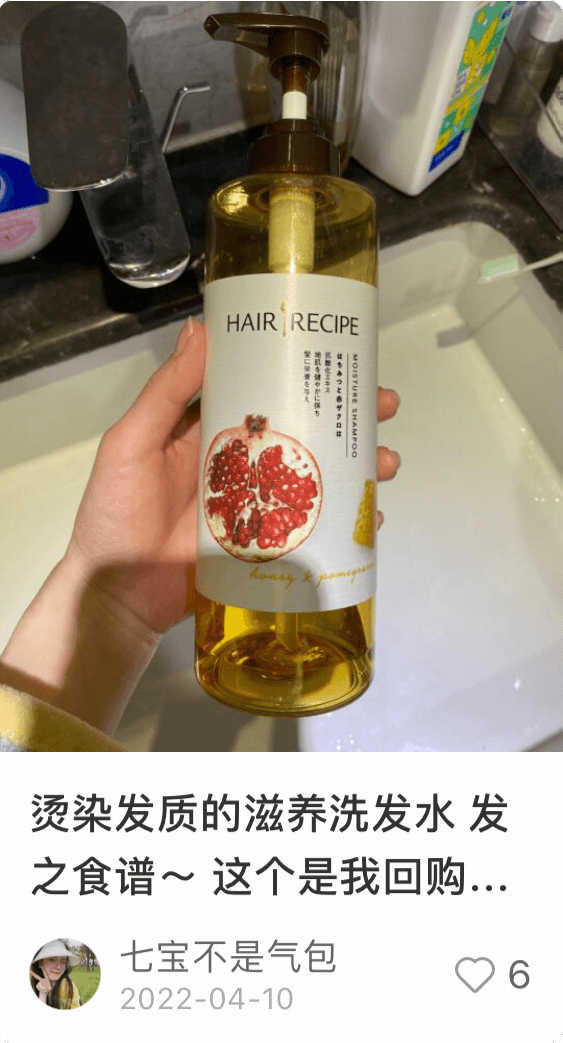 HAIR RECIPE
MOISTURE SHAMPOO
はちみつと赤ザクロは
抗酸化エキス
地肌を健やかに保ち
髪に栄養を与え
honey & pomegran
烫染发质的滋养洗发水 发
之食谱～ 这个是我回购...
七宝不是气包
2022-04-10
6